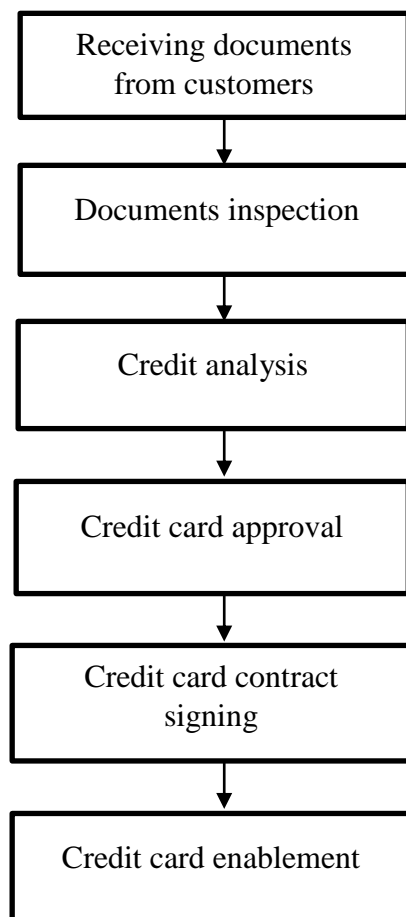 Receiving documents
from customers
Documents inspection
Credit analysis
Credit card approval
Credit card contract
signing
Credit card enablement